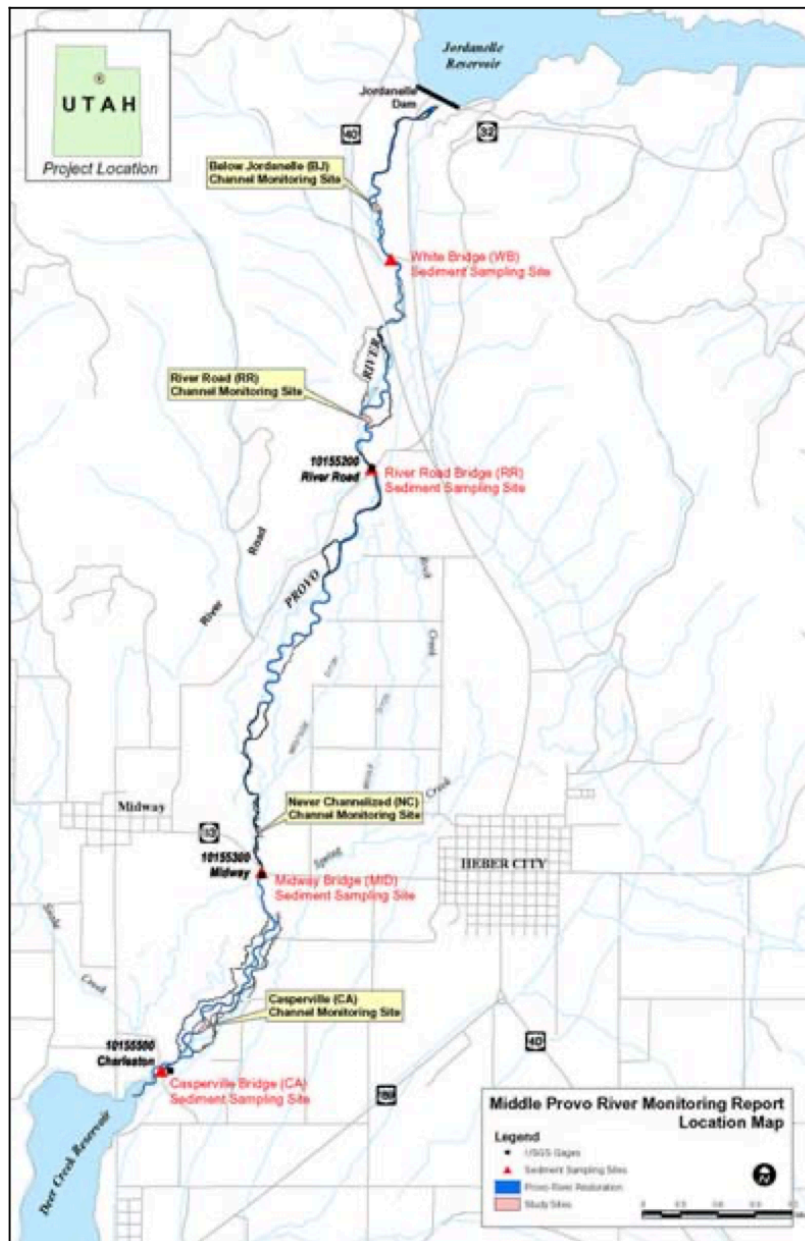 UTAH
Project Location
Jordanelle
Reservoir
Jordanelle
Dam
40
32
Below Jordanelle (BJ)
Channel Monitoring Site
White Bridge (WB)
Sediment Sampling Site
RIVER
River Road (RR)
Channel Monitoring Site
10155200
River Road
River Road Bridge (RR)
Sediment Sampling Site
River Road
PROVO
Creek
Midway
Never Channelized (NC)
Channel Monitoring Site
Creek
113
10155300
Midway
Spring
HEBER CITY
Midway Bridge (MID)
Sediment Sampling Site
Creek
Casperville (CA)
Channel Monitoring Site
10155500
Charleston
40
Casperville Bridge (CA)
Sediment Sampling Site
189
Deer Creek Reservoir
Middle Provo River Monitoring Report
Location Map
Legend
USGS Gages
Sediment Sampling Sites
Provo River Restoration
Study Sites
N